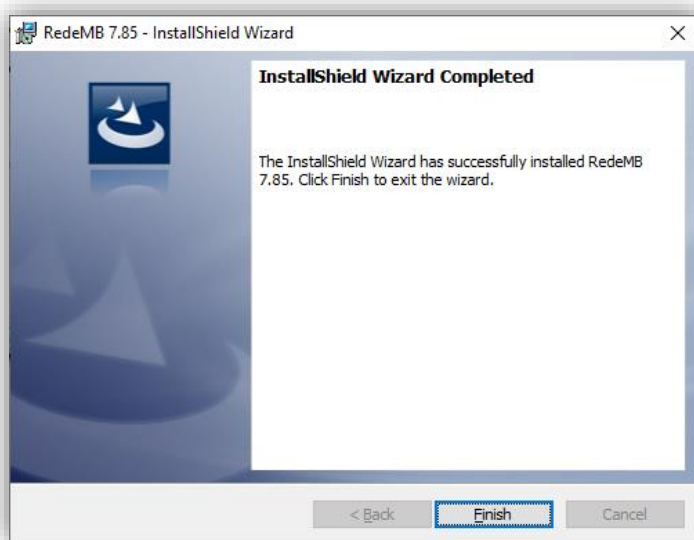 RedeMB 7.85 - InstallShield Wizard
InstallShield Wizard Completed
The InstallShield Wizard has successfully installed RedeMB
7.85. Click Finish to exit the wizard.
< Back
Finish
Cancel